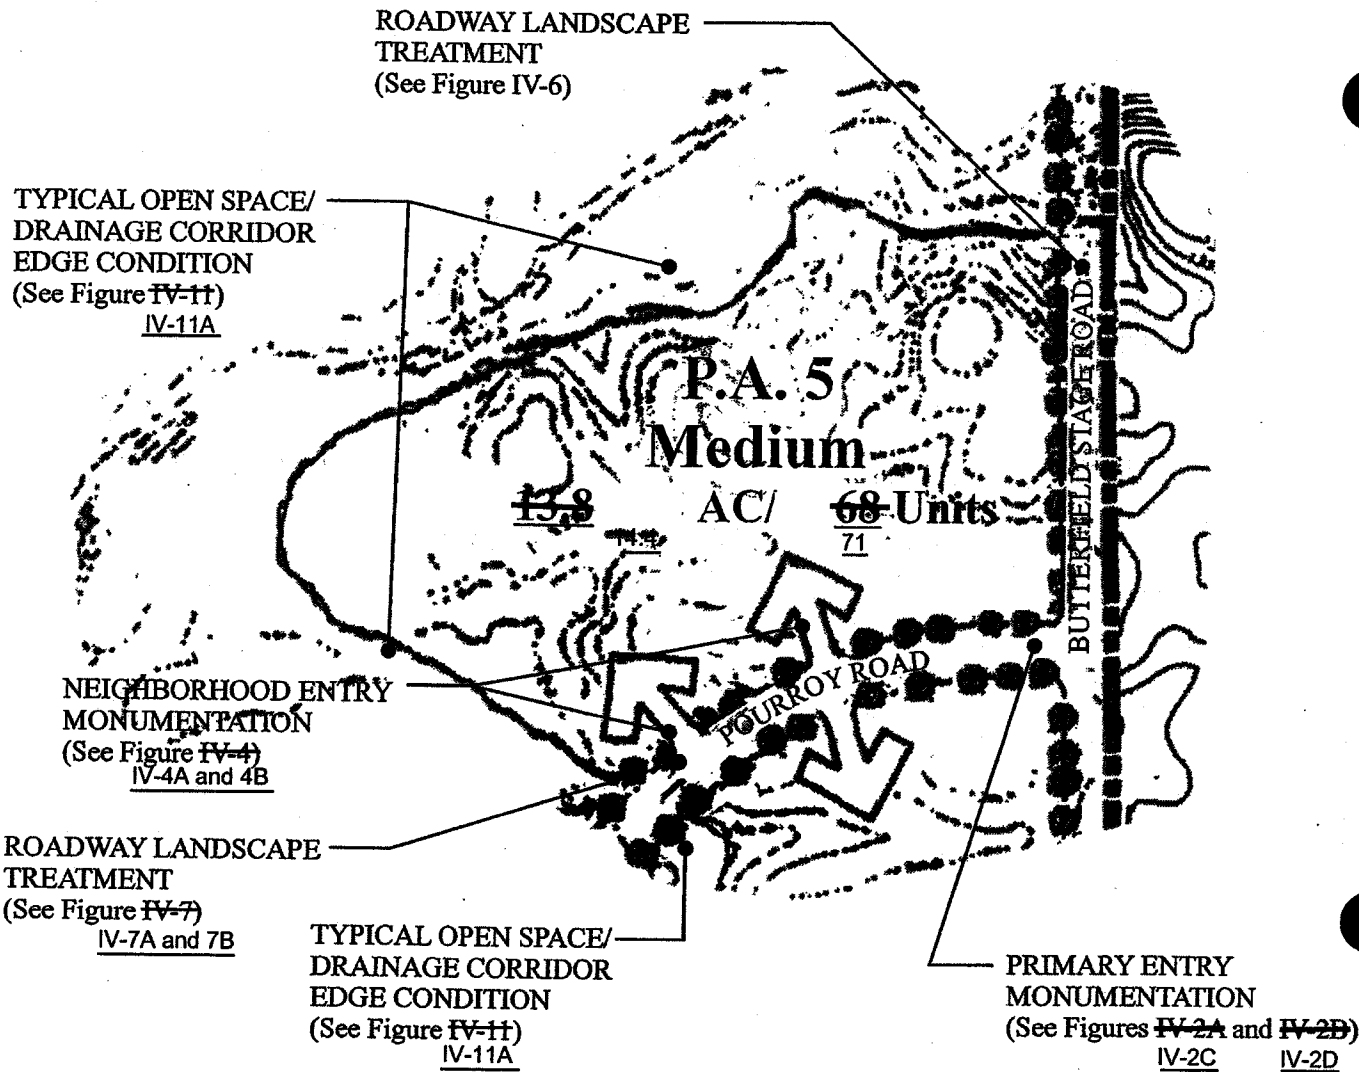 ROADWAY LANDSCAPE
TREATMENT
(See Figure IV-6)
TYPICAL OPEN SPACE/
DRAINAGE CORRIDOR
EDGE CONDITION
(See Figure IV-11)
IV-11A
P.A. 5
Medium
13.8 AC/ 68 Units
14.4 71
BUTTERFIELD STAGE ROAD
POURROY ROAD
NEIGHBORHOOD ENTRY
MONUMENTATION
(See Figure IV-4)
IV-4A and 4B
ROADWAY LANDSCAPE
TREATMENT
(See Figure IV-7)
IV-7A and 7B
TYPICAL OPEN SPACE/
DRAINAGE CORRIDOR
EDGE CONDITION
(See Figure IV-11)
IV-11A
PRIMARY ENTRY
MONUMENTATION
(See Figures IV-2A and IV-2B)
IV-2C IV-2D